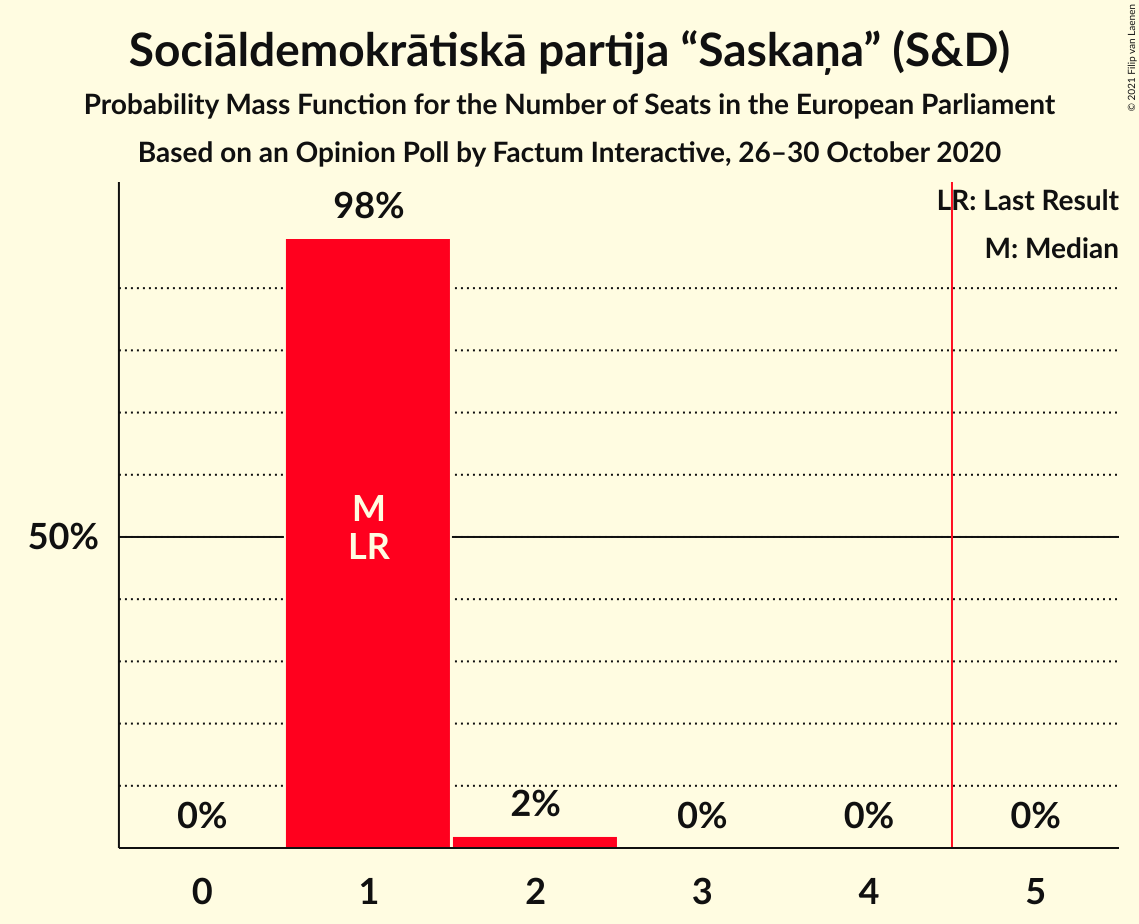 Sociāldemokrātiskā partija “Saskaņa” (S&D)
Probability Mass Function for the Number of Seats in the European Parliament
Based on an Opinion Poll by Factum Interactive, 26–30 October 2020
© 2021 Filip van Laenen
LR: Last Result
M: Median
98%
M
LR
50%
0%
2%
0%
0%
0%
0 1 2 3 4 5